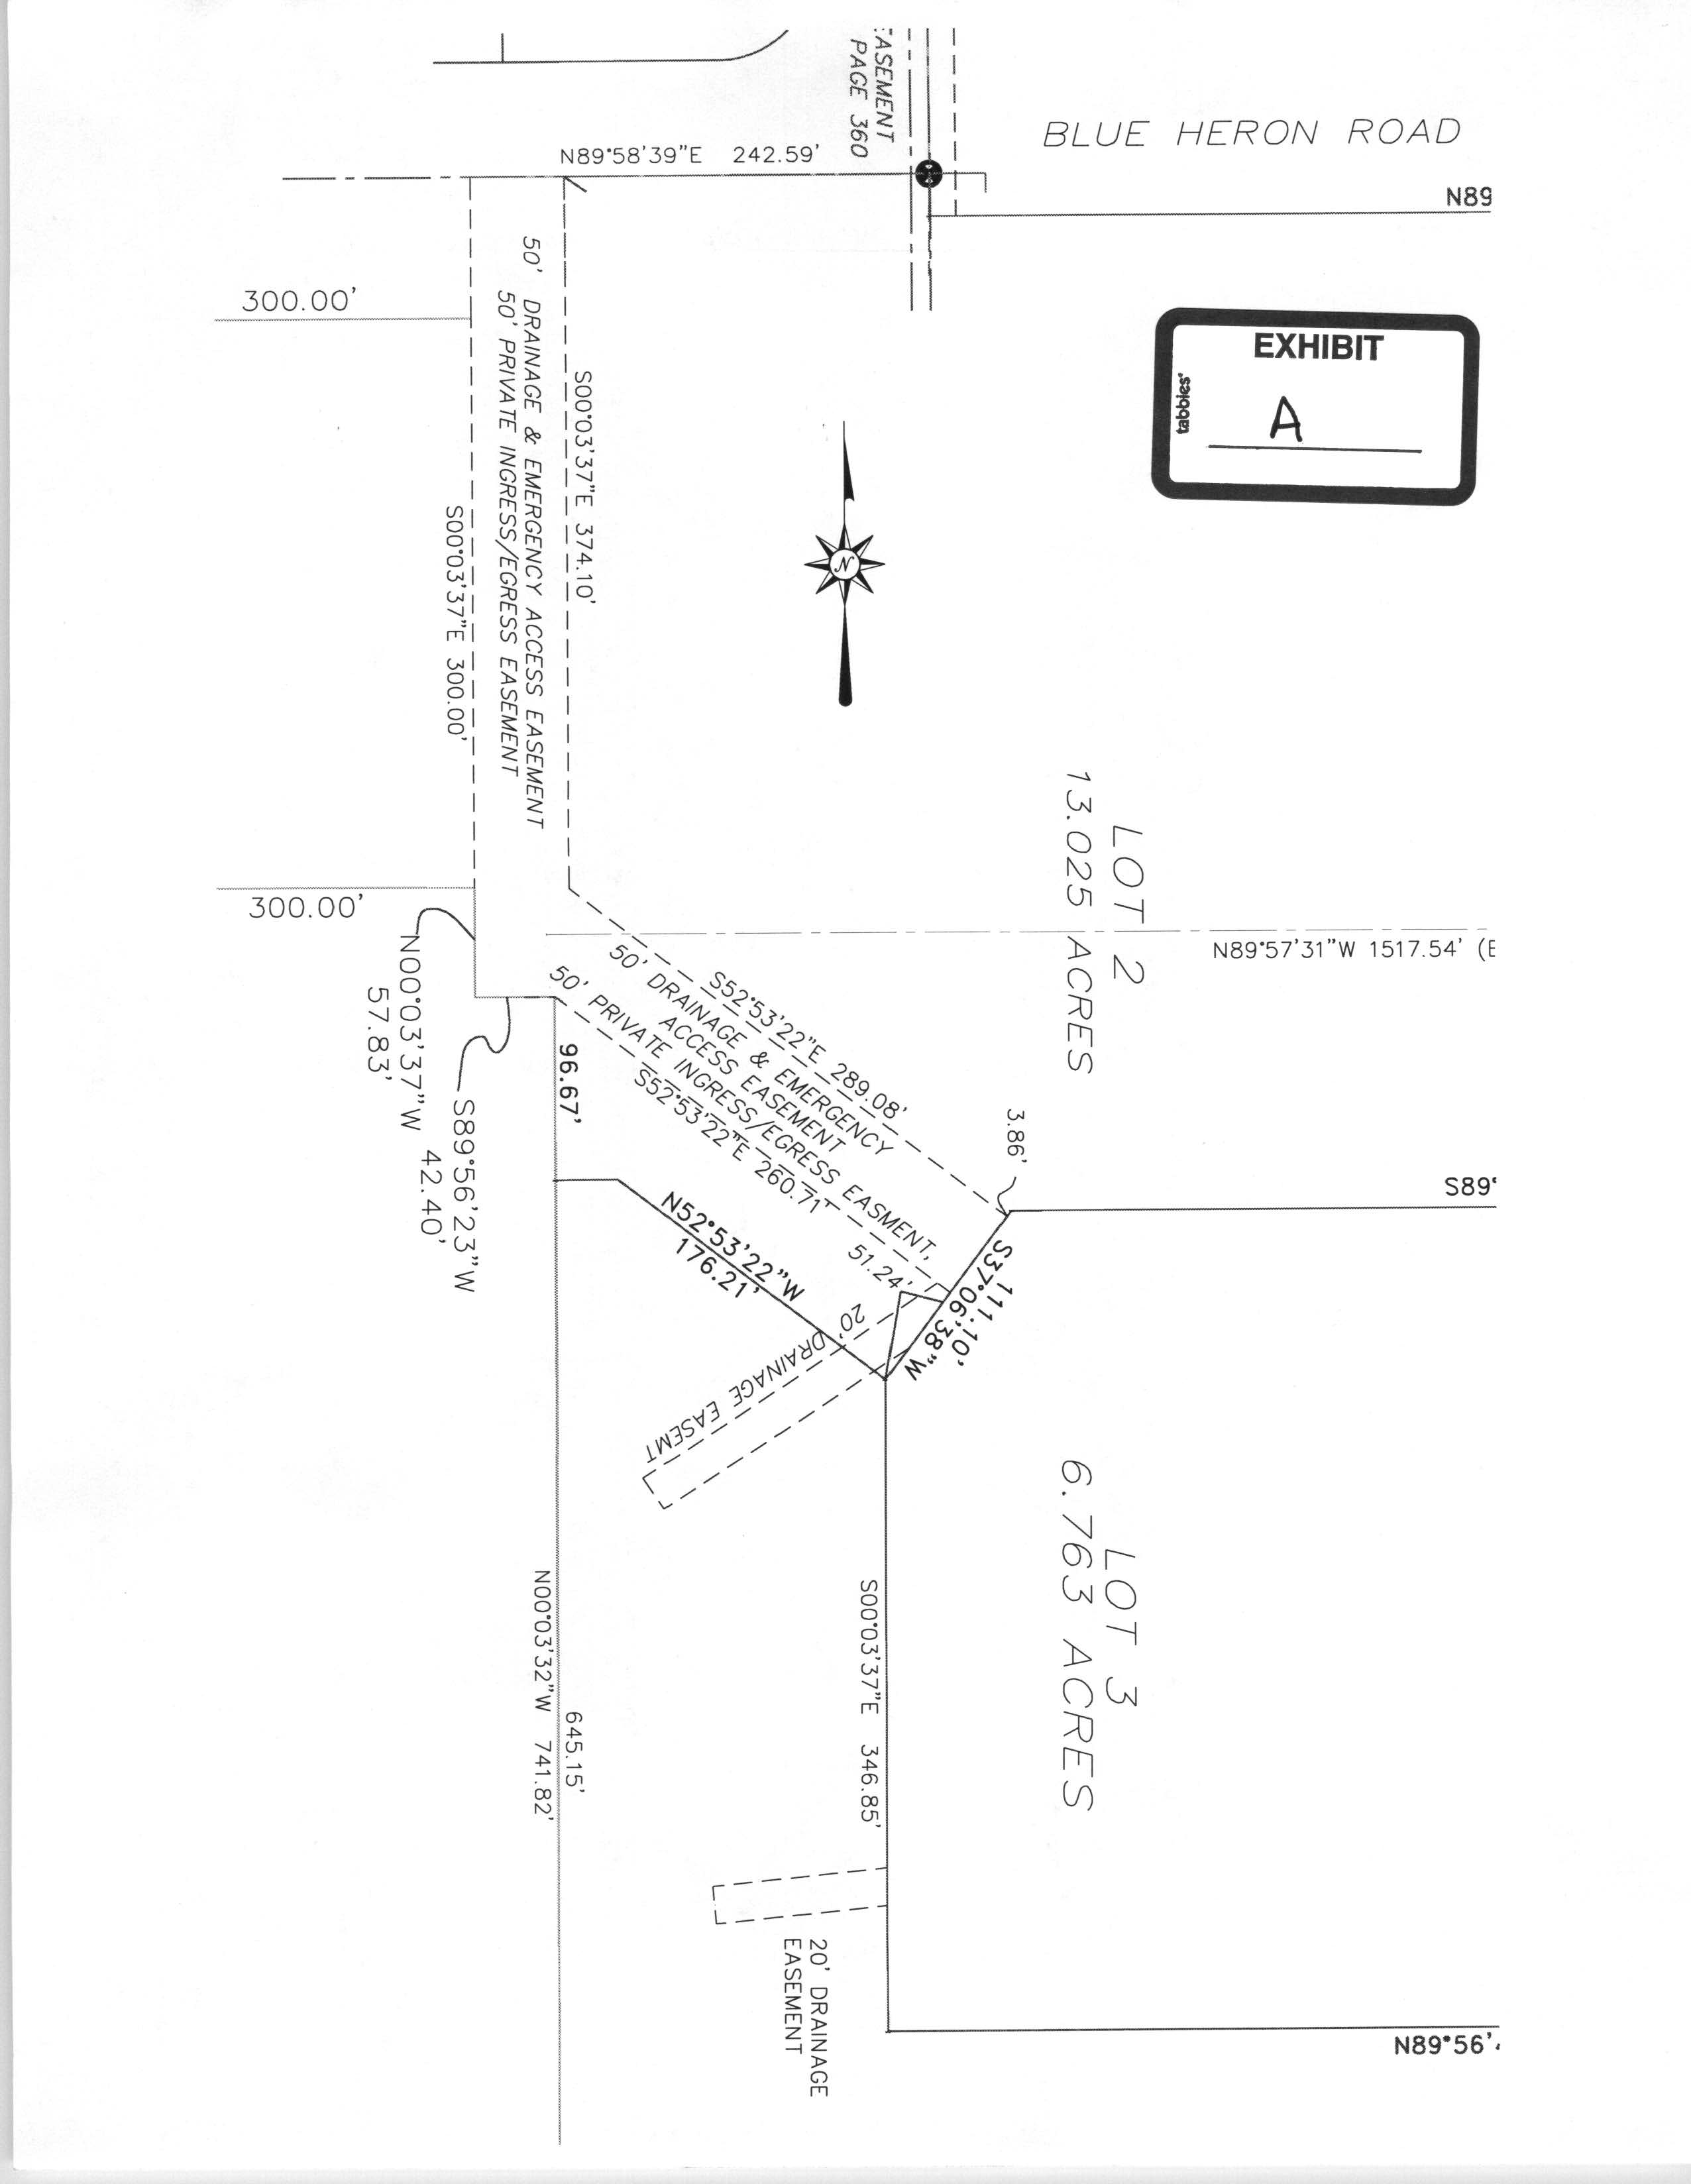 BLUE HERON ROAD
EASEMENT
PAGE 360
N89°58'39"E 242.59'
N89
EXHIBIT
tabbies'
A
300.00'
50' DRAINAGE & EMERGENCY ACCESS EASEMENT
50' PRIVATE INGRESS/EGRESS EASEMENT
S00°03'37"E 374.10'
S00°03'37"E 300.00'
N
LOT 2
13.025 ACRES
300.00'
N89°57'31"W 1517.54' (E
N00°03'37"W
57.83'
S89°56'23"W
42.40'
96.67'
S52°53'22"E 289.08'
50' DRAINAGE & EMERGENCY
ACCESS EASEMENT
50' PRIVATE INGRESS/EGRESS EASMENT,
S52°53'22"E 260.71'
3.86'
S89°
N52°53'22"W
176.21'
51.24'
111.10'
S37°06'38"W
20' DRAINAGE EASEMT
LOT 3
6.763 ACRES
N00°03'32"W 741.82'
645.15'
S00°03'37"E 346.85'
20' DRAINAGE
EASEMENT
N89°56'